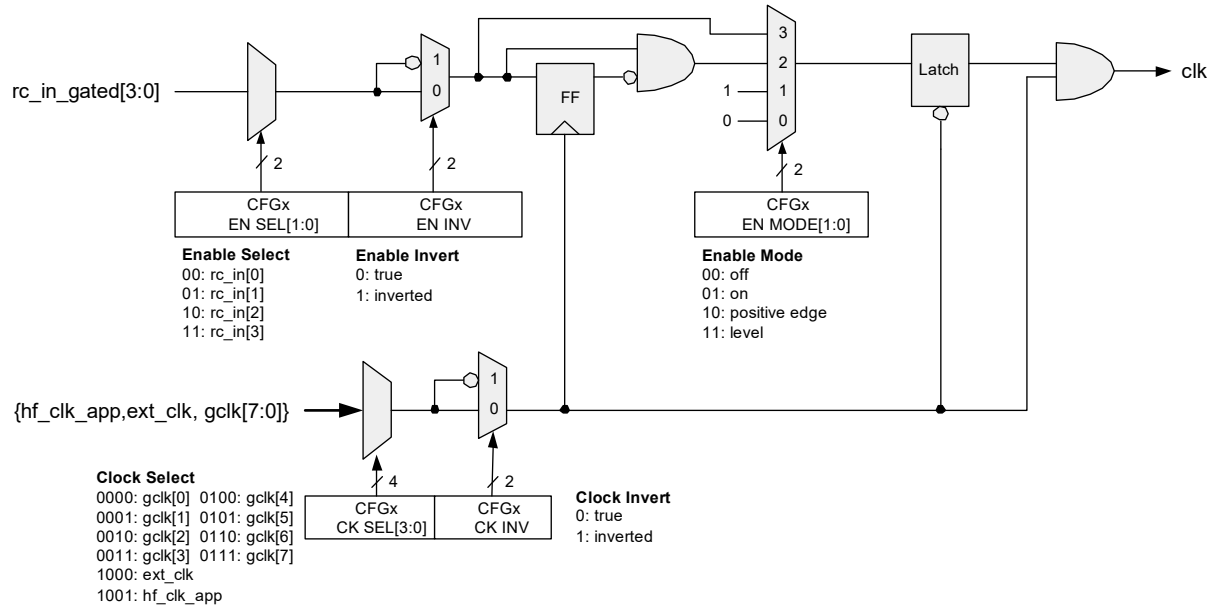 3
1
2
rc_in_gated[3:0]
Latch
clk
0
FF
1
1
0
0
2
2
2
CFGx
EN SEL[1:0]
CFGx
EN INV
CFGx
EN MODE[1:0]
Enable Select
00: rc_in[0]
01: rc_in[1]
10: rc_in[2]
11: rc_in[3]
Enable Invert
0: true
1: inverted
Enable Mode
00: off
01: on
10: positive edge
11: level
1
0
{hf_clk_app,ext_clk, gclk[7:0]}
4
2
Clock Select
0000: gclk[0] 0100: gclk[4]
0001: gclk[1] 0101: gclk[5]
0010: gclk[2] 0110: gclk[6]
0011: gclk[3] 0111: gclk[7]
1000: ext_clk
1001: hf_clk_app
CFGx
CK SEL[3:0]
CFGx
CK INV
Clock Invert
0: true
1: inverted